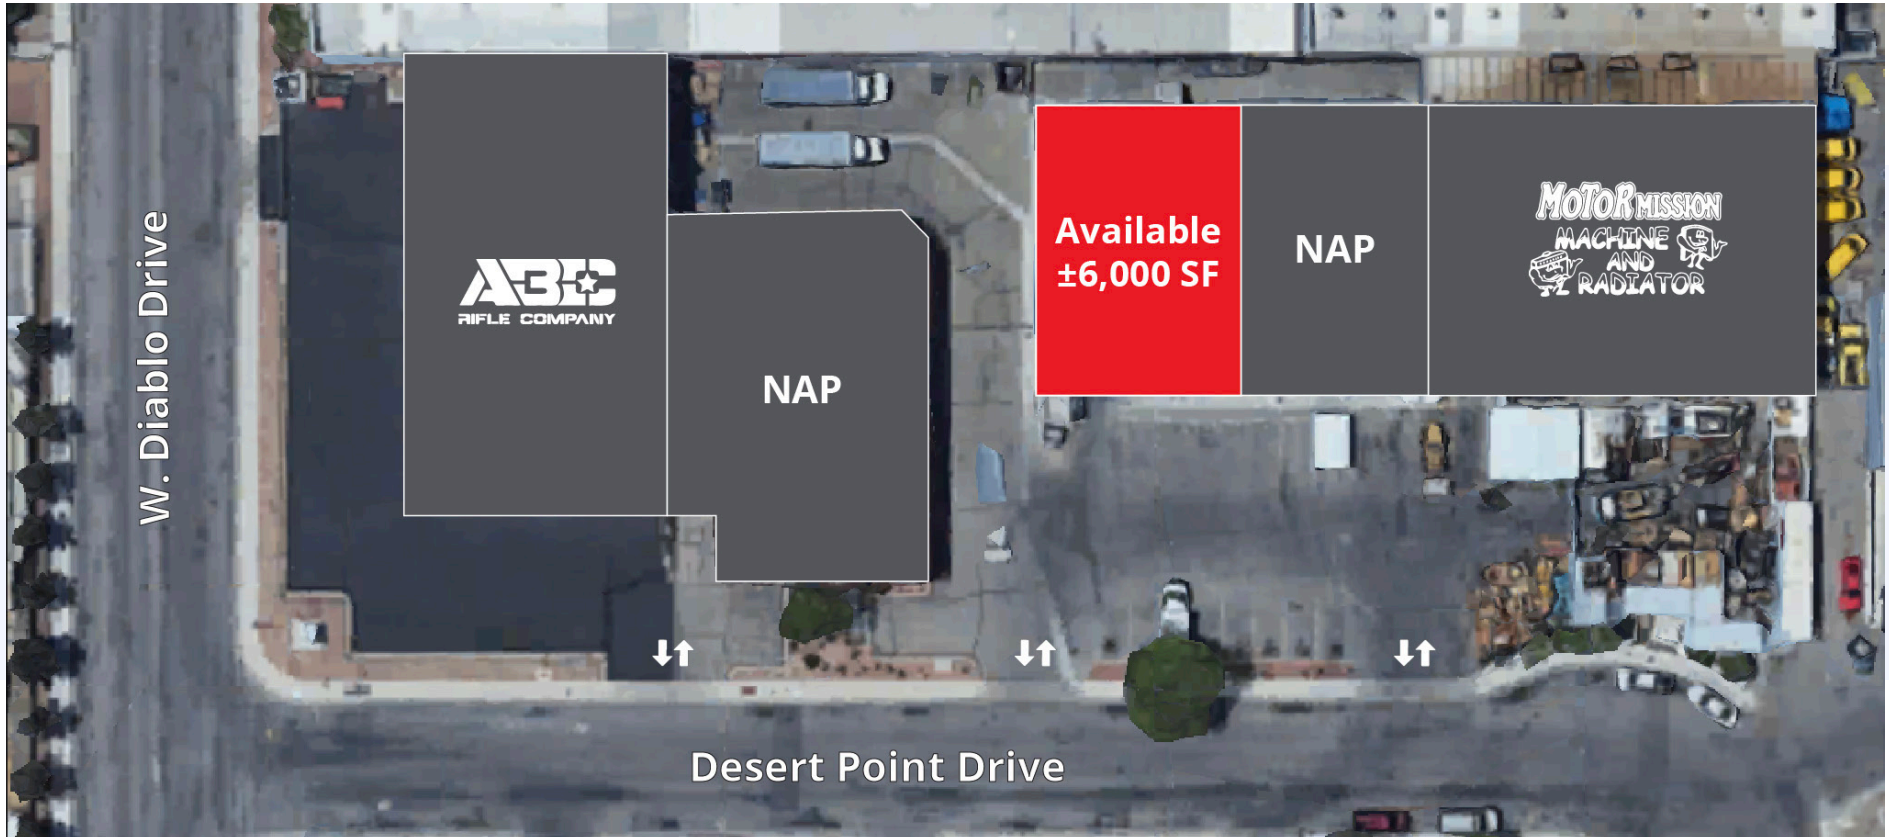 W. Diablo Drive
ABC
RIFLE COMPANY
NAP
Available
±6,000 SF
NAP
MOTOR MISSION
MACHINE
AND
RADIATOR
Desert Point Drive